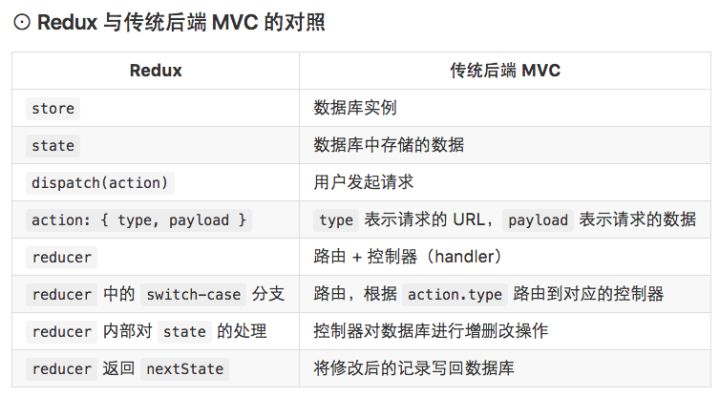 ⊙ Redux 与传统后端 MVC 的对照
Redux 传统后端 MVC
store 数据库实例
state 数据库中存储的数据
dispatch(action) 用户发起请求
action: { type, payload } type 表示请求的 URL，payload 表示请求的数据
reducer 路由 + 控制器（handler）
reducer 中的 switch-case 分支 路由，根据 action.type 路由到对应的控制器
reducer 内部对 state 的处理 控制器对数据库进行增删改操作
reducer 返回 nextState 将修改后的记录写回数据库